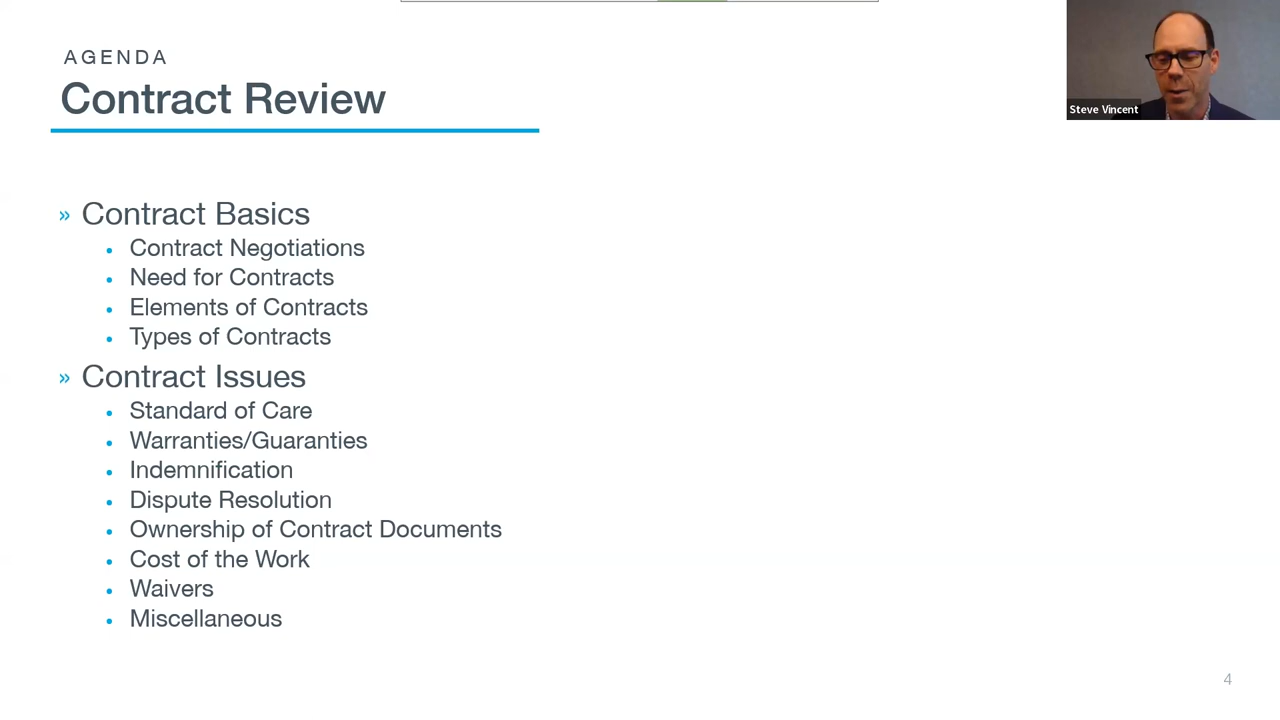 AGENDA
Contract Review
Steve Vincent
» Contract Basics
• Contract Negotiations
• Need for Contracts
• Elements of Contracts
• Types of Contracts
» Contract Issues
• Standard of Care
• Warranties/Guaranties
• Indemnification
• Dispute Resolution
• Ownership of Contract Documents
• Cost of the Work
• Waivers
• Miscellaneous
4